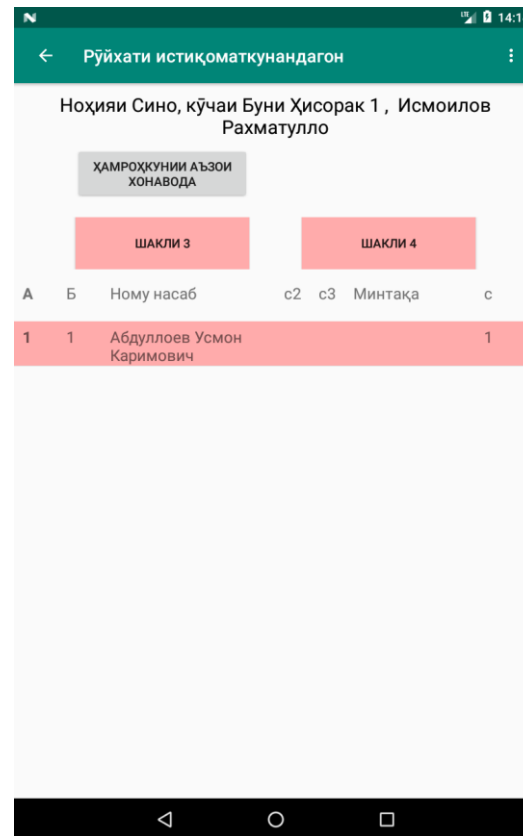 14:1
Рӯйхати истиқоматкунандагон
Ноҳияи Сино, кӯчаи Буни Ҳисорак 1 , Исмоилов
Рахматулло
ҲАМРОҲКУНИИ АЪЗОИ
ХОНАВОДА
ШАКЛИ 3 ШАКЛИ 4
А Б Ному насаб с2 с3 Минтақа с
1 1 Абдуллоев Усмон 1
Каримович